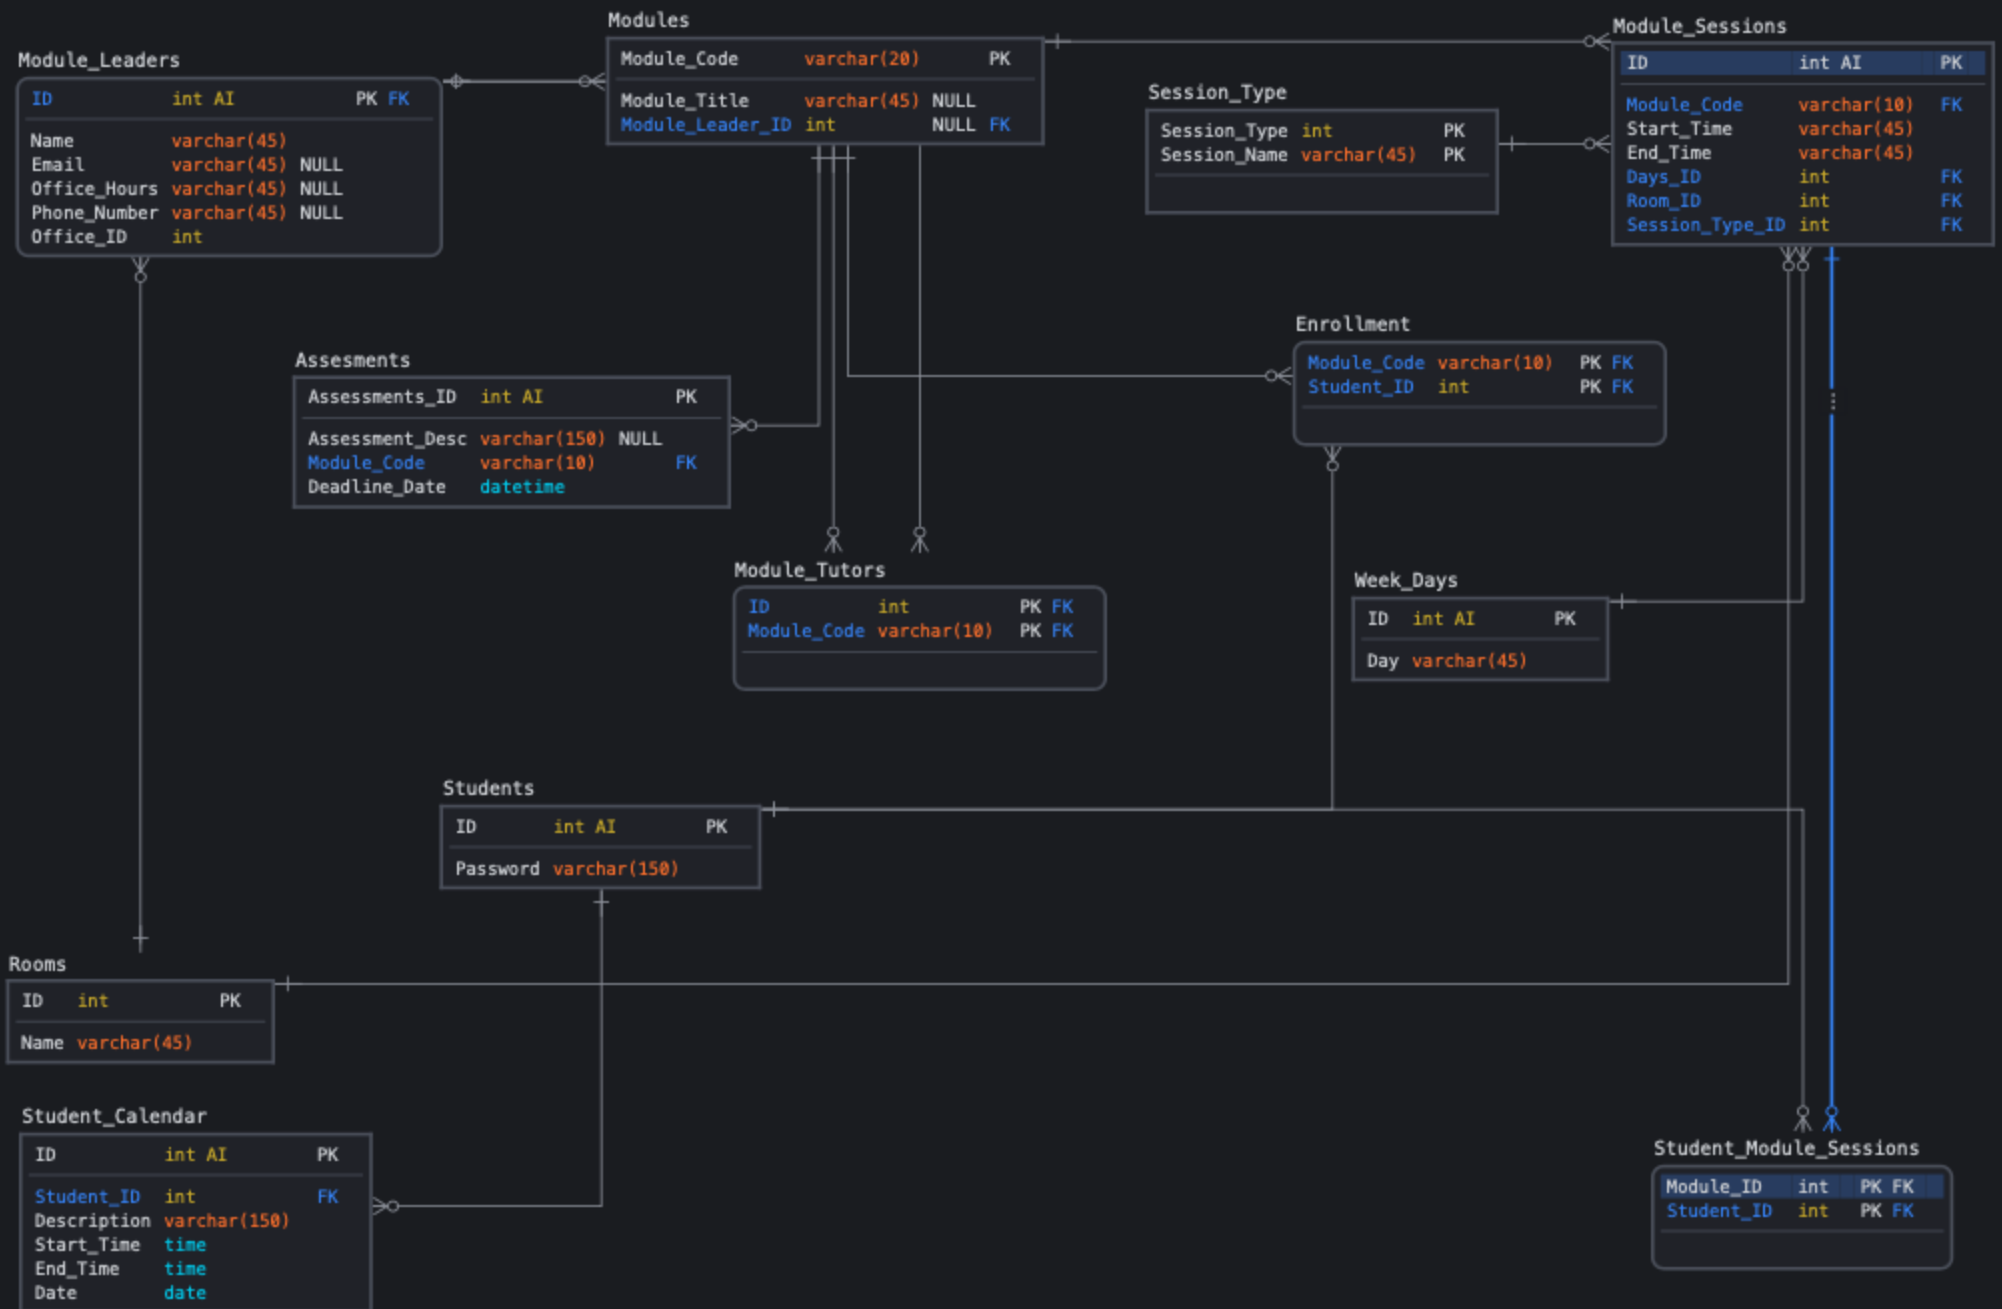 Module_Leaders
ID int AI PK FK
Name varchar(45)
Email varchar(45) NULL
Office_Hours varchar(45) NULL
Phone_Number varchar(45) NULL
Office_ID int
Modules
Module_Code varchar(20) PK
Module_Title varchar(45) NULL
Module_Leader_ID int NULL FK
Session_Type
Session_Type int PK
Session_Name varchar(45) PK
Module_Sessions
ID int AI PK
Module_Code varchar(10) FK
Start_Time varchar(45)
End_Time varchar(45)
Days_ID int FK
Room_ID int FK
Session_Type_ID int FK
Assesments
Assessments_ID int AI PK
Assessment_Desc varchar(150) NULL
Module_Code varchar(10) FK
Deadline_Date datetime
Enrollment
Module_Code varchar(10) PK FK
Student_ID int PK FK
Module_Tutors
ID int PK FK
Module_Code varchar(10) PK FK
Week_Days
ID int AI PK
Day varchar(45)
Students
ID int AI PK
Password varchar(150)
Rooms
ID int PK
Name varchar(45)
Student_Calendar
ID int AI PK
Student_ID int FK
Description varchar(150)
Start_Time time
End_Time time
Date date
Student_Module_Sessions
Module_ID int PK FK
Student_ID int PK FK